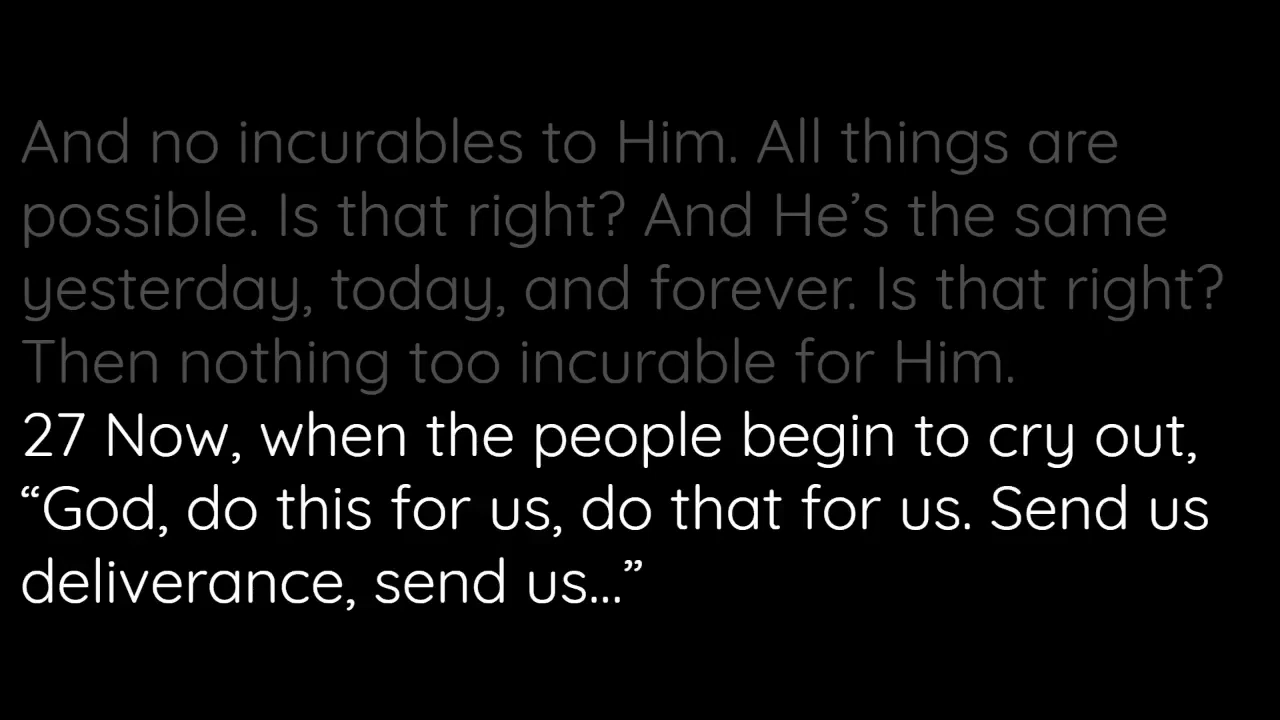 And no incurables to Him. All things are
possible. Is that right? And He’s the same
yesterday, today, and forever. Is that right?
Then nothing too incurable for Him.
27 Now, when the people begin to cry out,
“God, do this for us, do that for us. Send us
deliverance, send us...”